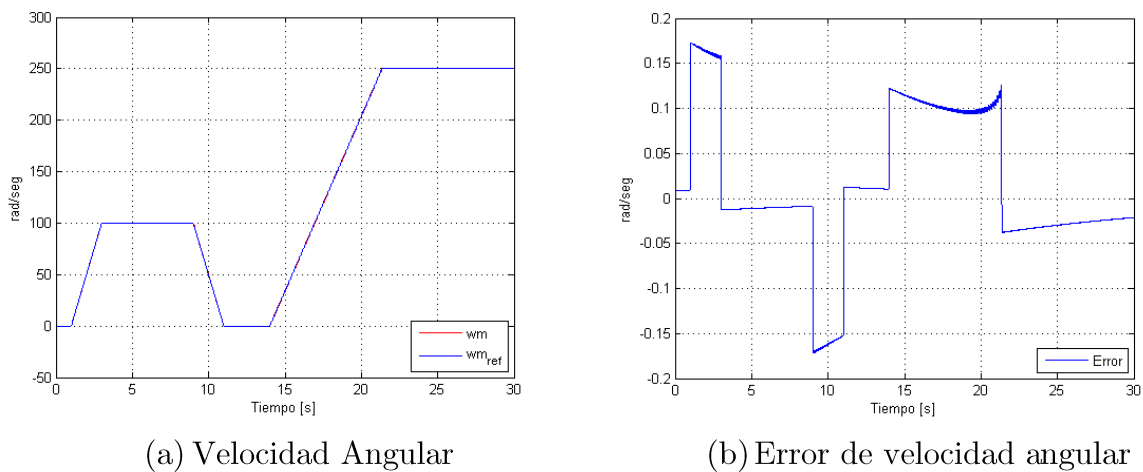 300
250
200
150
100
50
0
-50
rad/seg
0 5 10 15 20 25 30
Tiempo [s]
wm
wm_ref
(a) Velocidad Angular
0.2
0.15
0.1
0.05
0
-0.05
-0.1
-0.15
-0.2
rad/seg
0 5 10 15 20 25 30
Tiempo [s]
Error
(b) Error de velocidad angular